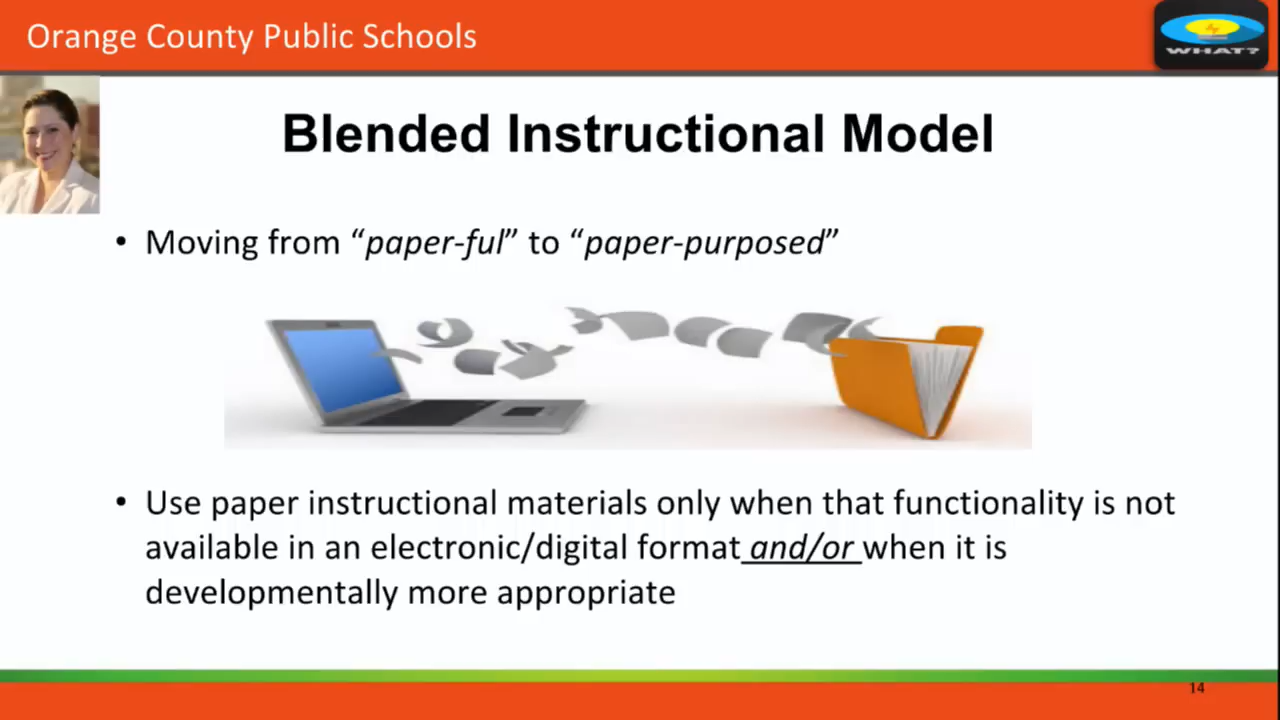 Orange County Public Schools
WHAT?
Blended Instructional Model
• Moving from “paper-ful” to “paper-purposed”
• Use paper instructional materials only when that functionality is not
available in an electronic/digital format and/or when it is
developmentally more appropriate
14